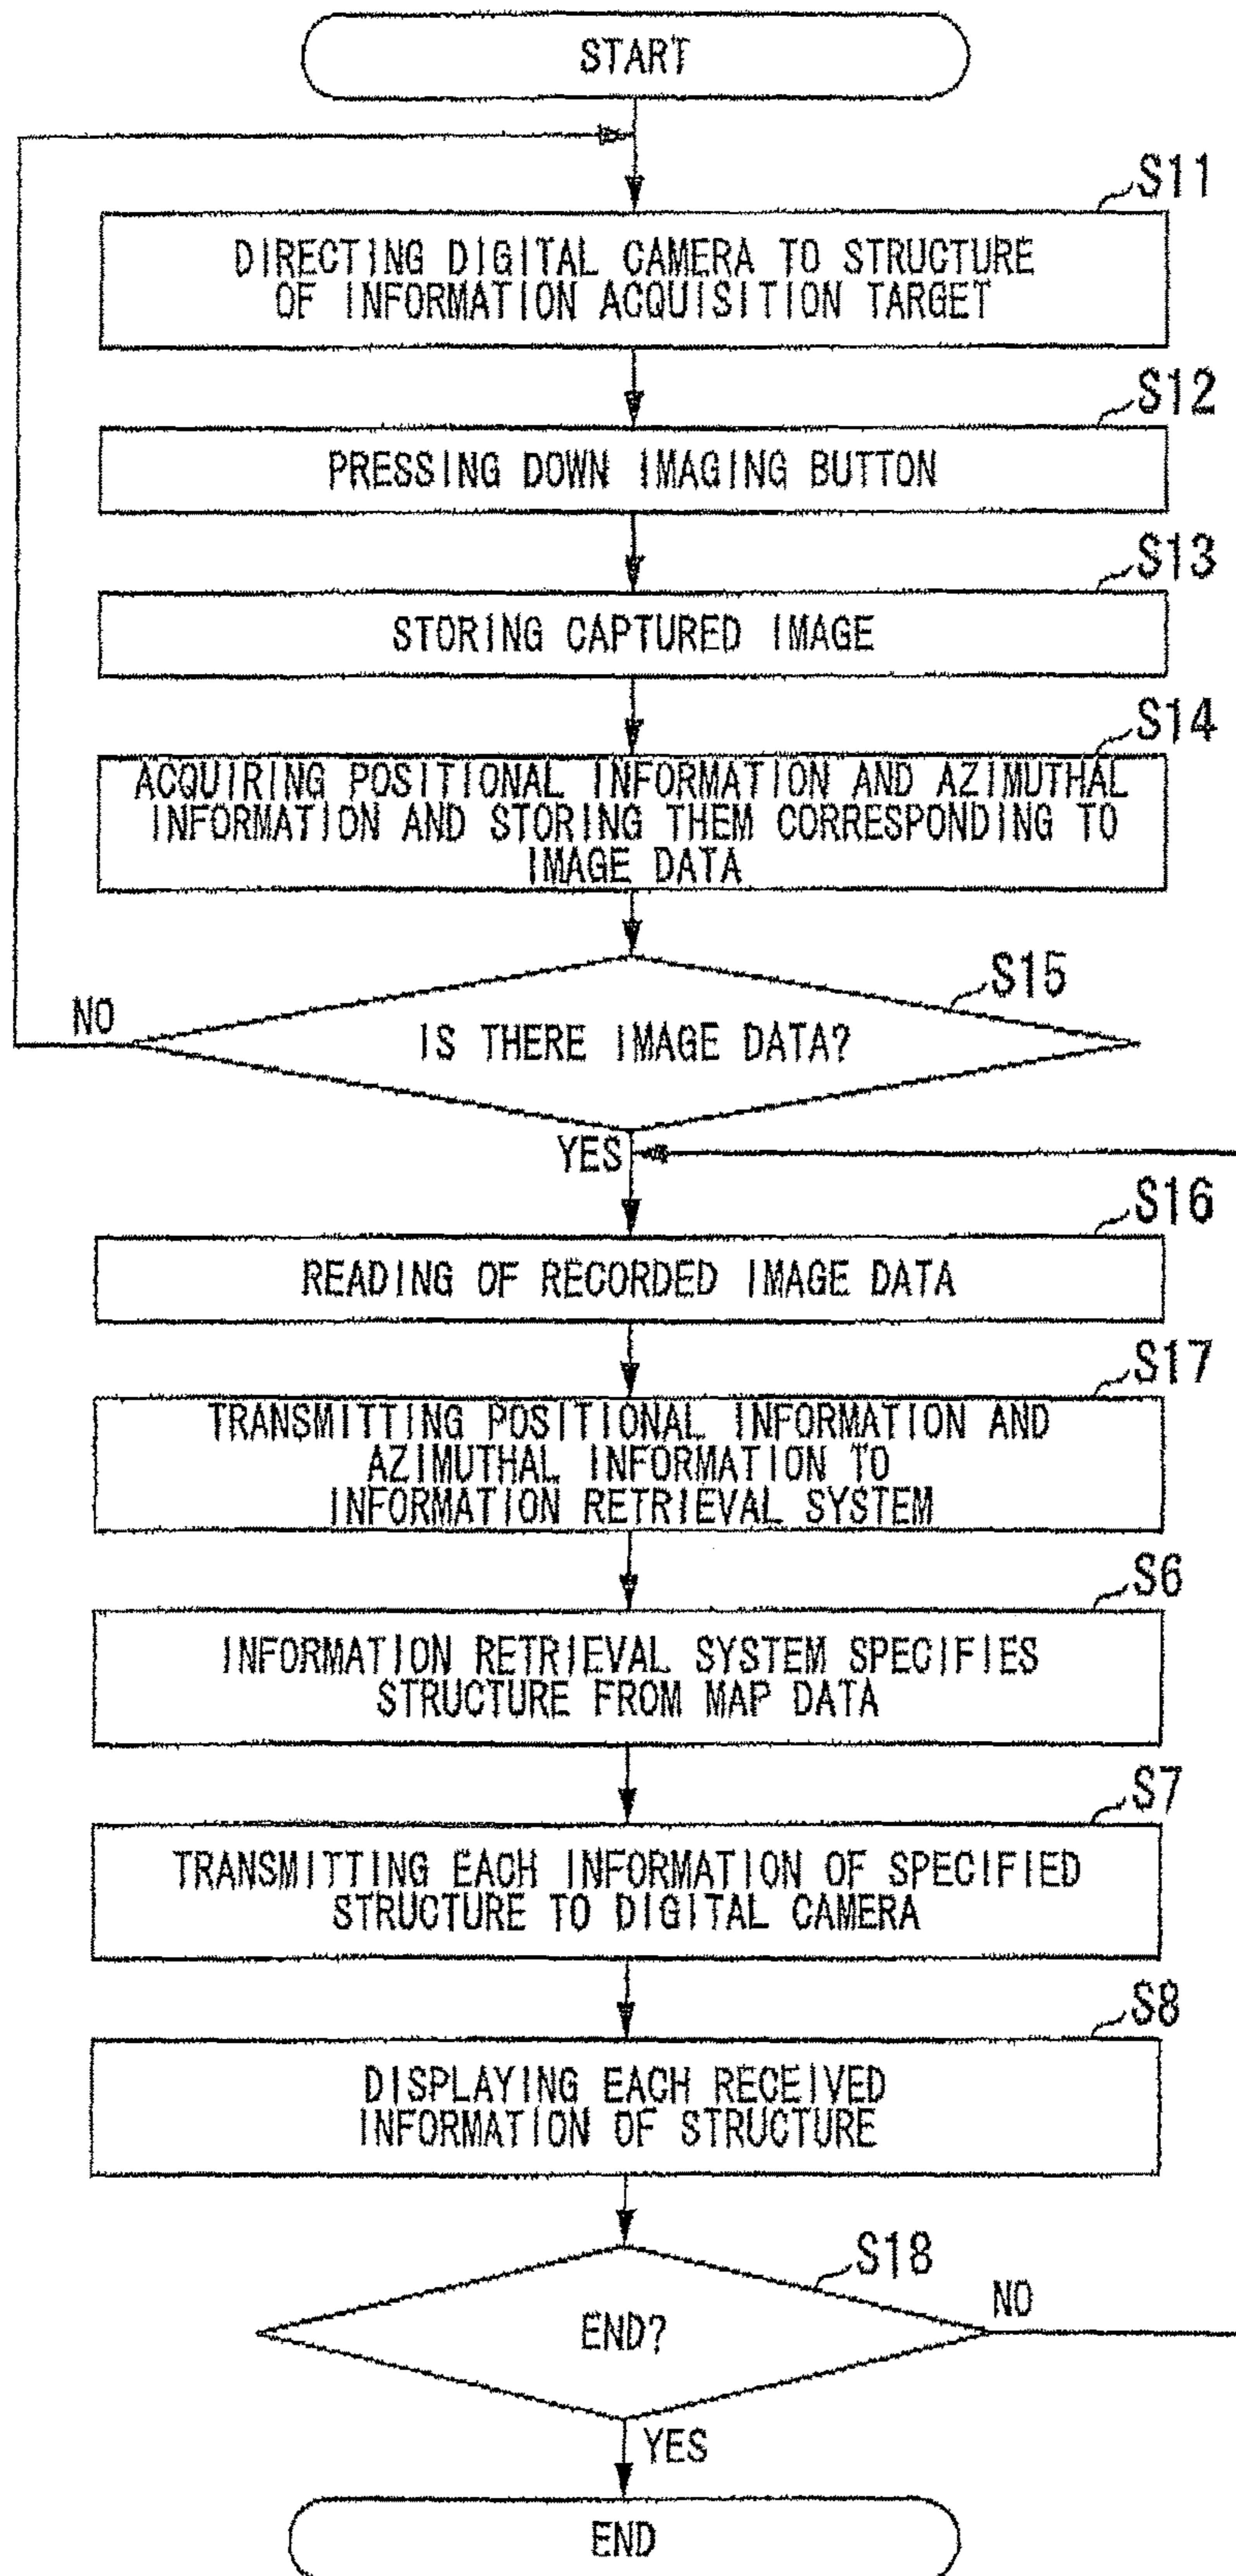 START
S11
DIRECTING DIGITAL CAMERA TO STRUCTURE
OF INFORMATION ACQUISITION TARGET
S12
PRESSING DOWN IMAGING BUTTON
S13
STORING CAPTURED IMAGE
S14
ACQUIRING POSITIONAL INFORMATION AND AZIMUTHAL
INFORMATION AND STORING THEM CORRESPONDING TO
IMAGE DATA
S15
NO
IS THERE IMAGE DATA?
YES
S16
READING OF RECORDED IMAGE DATA
S17
TRANSMITTING POSITIONAL INFORMATION AND
AZIMUTHAL INFORMATION TO
INFORMATION RETRIEVAL SYSTEM
S6
INFORMATION RETRIEVAL SYSTEM SPECIFIES
STRUCTURE FROM MAP DATA
S7
TRANSMITTING EACH INFORMATION OF SPECIFIED
STRUCTURE TO DIGITAL CAMERA
S8
DISPLAYING EACH RECEIVED
INFORMATION OF STRUCTURE
S18
NO
END?
YES
END